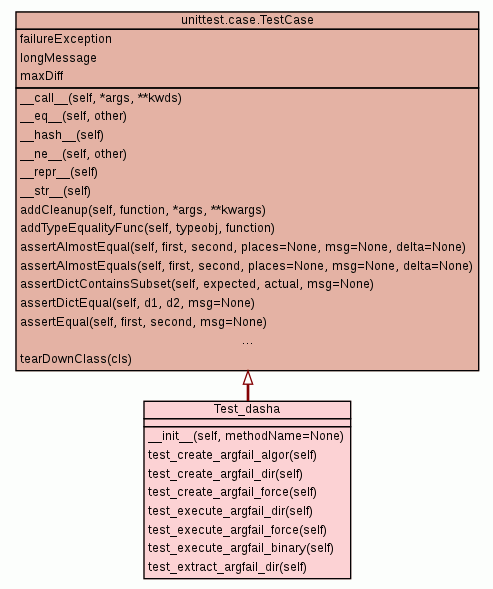 unittest.case.TestCase
failureException
longMessage
maxDiff
__call__(self, *args, **kwds)
__eq__(self, other)
__hash__(self)
__ne__(self, other)
__repr__(self)
__str__(self)
addCleanup(self, function, *args, **kwargs)
addTypeEqualityFunc(self, typeobj, function)
assertAlmostEqual(self, first, second, places=None, msg=None, delta=None)
assertAlmostEquals(self, first, second, places=None, msg=None, delta=None)
assertDictContainsSubset(self, expected, actual, msg=None)
assertDictEqual(self, d1, d2, msg=None)
assertEqual(self, first, second, msg=None)
...
tearDownClass(cls)
Test_dasha
__init__(self, methodName=None)
test_create_argfail_algor(self)
test_create_argfail_dir(self)
test_create_argfail_force(self)
test_execute_argfail_dir(self)
test_execute_argfail_force(self)
test_execute_argfail_binary(self)
test_extract_argfail_dir(self)